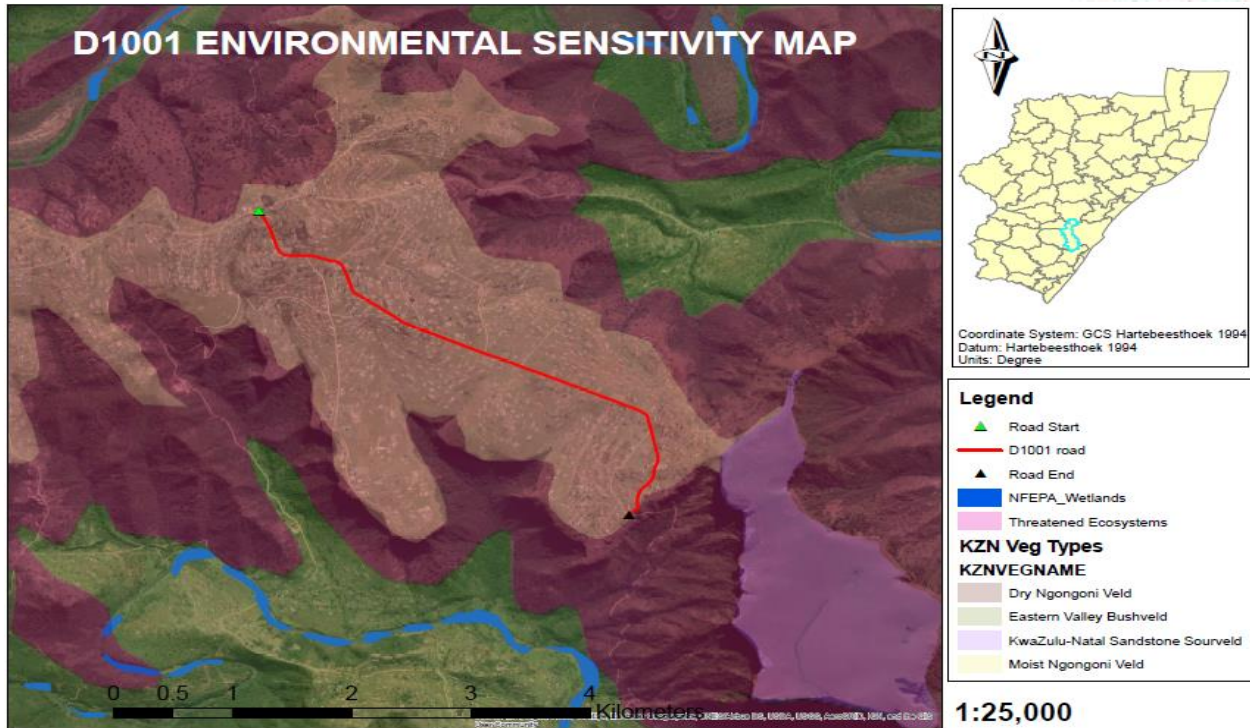 D1001 ENVIRONMENTAL SENSITIVITY MAP
N
Coordinate System: GCS Hartebeesthoek 1994
Datum: Hartebeesthoek 1994
Units: Degree
Legend
Road Start
D1001 road
Road End
NFEPA_Wetlands
Threatened Ecosystems
KZN Veg Types
KZNVEGNAME
Dry Ngongoni Veld
Eastern Valley Bushveld
KwaZulu-Natal Sandstone Sourveld
Moist Ngongoni Veld
0 0.5 1 2 3 4
Kilometers
1:25,000